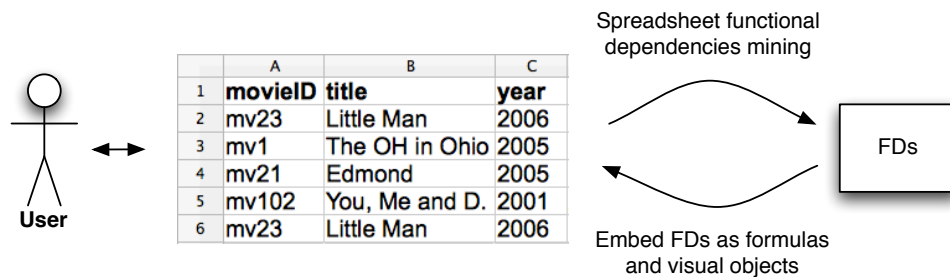 Spreadsheet functional
dependencies mining
A B C
1 movieID title year
2 mv23 Little Man 2006
3 mv1 The OH in Ohio 2005
4 mv21 Edmond 2005
5 mv102 You, Me and D. 2001
6 mv23 Little Man 2006
User
FDs
Embed FDs as formulas
and visual objects